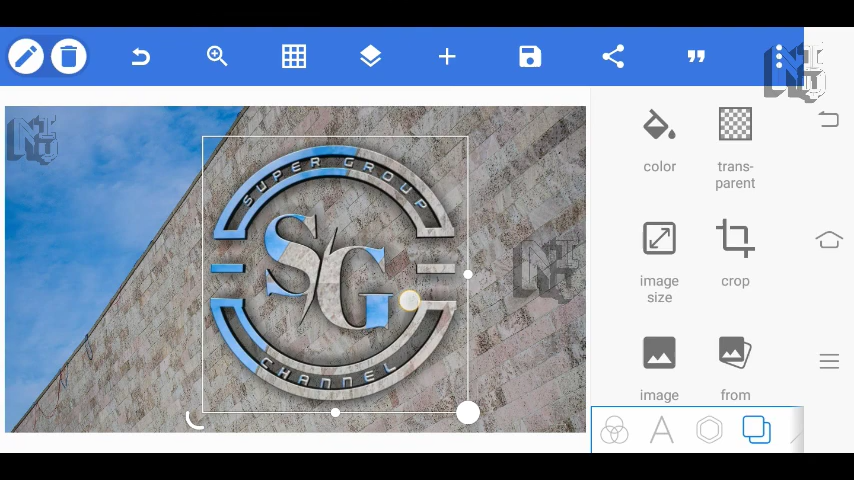 SUPER GROUP
SG
CHANNEL
color
trans-
parent
image
size
crop
image
from